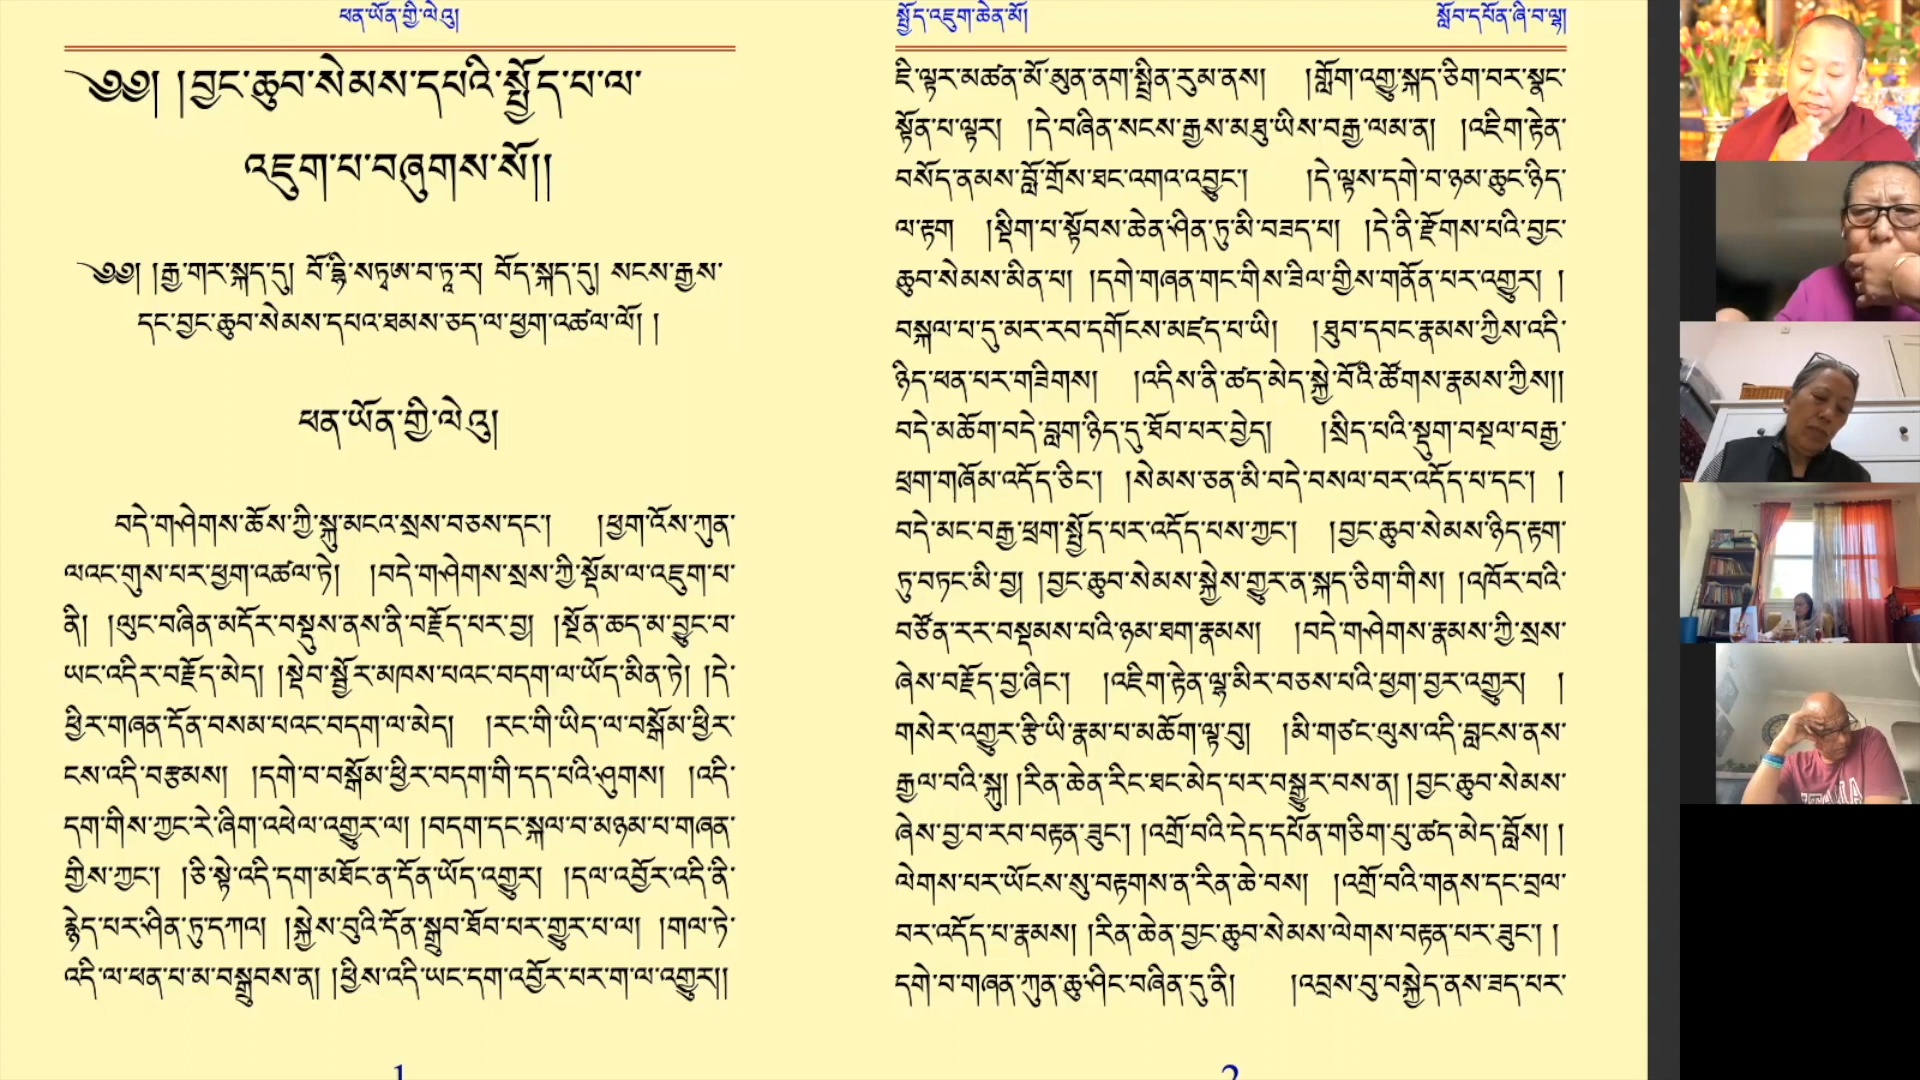 ཕན་ཡོན་གྱི་ལེའུ།
༄༅། །བྱང་ཆུབ་སེམས་དཔའི་སྤྱོད་པ་ལ་
འཇུག་པ་བཞུགས་སོ།།
༄༅། །རྒྱ་གར་སྐད་དུ། བོ་དྷི་སཏྭཨ་བ་ཏཱ་ར། བོད་སྐད་དུ། སངས་རྒྱས་
དང་བྱང་ཆུབ་སེམས་དཔའ་ཐམས་ཅད་ལ་ཕྱག་འཚལ་ལོ། །
ཕན་ཡོན་གྱི་ལེའུ།
བདེ་གཤེགས་ཆོས་ཀྱི་སྐུ་མངའ་སྲས་བཅས་དང་། །ཕྱག་འོས་ཀུན་
ལའང་གུས་པར་ཕྱག་འཚལ་ཏེ། །བདེ་གཤེགས་སྲས་ཀྱི་སྡོམ་ལ་འཇུག་པ་
ནི། །ལུང་བཞིན་མདོར་བསྡུས་ནས་ནི་བརྗོད་པར་བྱ། །སྔོན་ཆད་མ་བྱུང་བ་
ཡང་འདིར་བརྗོད་མེད། །སྡེབ་སྦྱོར་མཁས་པའང་བདག་ལ་ཡོད་མིན་ཏེ། །དེ་
ཕྱིར་གཞན་དོན་བསམ་པའང་བདག་ལ་མེད། །རང་གི་ཡིད་ལ་བསྒོམ་ཕྱིར་
ངས་འདི་བརྩམས། །དགེ་བ་བསྒོམ་ཕྱིར་བདག་གི་དད་པའི་ཤུགས། །འདི་
དག་གིས་ཀྱང་རེ་ཞིག་འཕེལ་འགྱུར་ལ། །བདག་དང་སྐལ་བ་མཉམ་པ་གཞན་
གྱིས་ཀྱང་། །ཅི་སྟེ་འདི་དག་མཐོང་ན་དོན་ཡོད་འགྱུར། །དལ་འབྱོར་འདི་ནི་
རྙེད་པར་ཤིན་ཏུ་དཀའ། །སྐྱེས་བུའི་དོན་སྒྲུབ་ཐོབ་པར་གྱུར་པ་ལ། །གལ་ཏེ་
འདི་ལ་ཕན་པ་མ་བསྒྲུབས་ན། །ཕྱིས་འདི་ཡང་དག་འབྱོར་པར་ག་ལ་འགྱུར།།
1
སྤྱོད་འཇུག་ཆེན་མོ། སློབ་དཔོན་ཞི་བ་ལྷ།
ཇི་ལྟར་མཚན་མོ་མུན་ནག་སྤྲིན་རུམ་ནས། །གློག་འགྱུ་སྐད་ཅིག་བར་སྣང་
སྟོན་པ་ལྟར། །དེ་བཞིན་སངས་རྒྱས་མཐུ་ཡིས་བརྒྱ་ལམ་ན། །འཇིག་རྟེན་
བསོད་ནམས་བློ་གྲོས་ཐང་འགའ་འབྱུང་། །དེ་ལྟས་དགེ་བ་ཉམ་ཆུང་ཉིད་
ལ་རྟག །སྡིག་པ་སྟོབས་ཆེན་ཤིན་ཏུ་མི་བཟད་པ། །དེ་ནི་རྫོགས་པའི་བྱང་
ཆུབ་སེམས་མིན་པ། །དགེ་གཞན་གང་གིས་ཟིལ་གྱིས་གནོན་པར་འགྱུར། །
བསྐལ་པ་དུ་མར་རབ་དགོངས་མཛད་པ་ཡི། །ཐུབ་དབང་རྣམས་ཀྱིས་འདི་
ཉིད་ཕན་པར་གཟིགས། །འདིས་ནི་ཚད་མེད་སྐྱེ་བོའི་ཚོགས་རྣམས་ཀྱིས།།
བདེ་མཆོག་བདེ་བླག་ཉིད་དུ་ཐོབ་པར་བྱེད། །སྲིད་པའི་སྡུག་བསྔལ་བརྒྱ་
ཕྲག་གཞོམ་འདོད་ཅིང་། །སེམས་ཅན་མི་བདེ་བསལ་བར་འདོད་པ་དང་། །
བདེ་མང་བརྒྱ་ཕྲག་སྤྱོད་པར་འདོད་པས་ཀྱང་། །བྱང་ཆུབ་སེམས་ཉིད་རྟག་
ཏུ་བཏང་མི་བྱ། །བྱང་ཆུབ་སེམས་སྐྱེས་གྱུར་ན་སྐད་ཅིག་གིས། །འཁོར་བའི་
བཙོན་རར་བསྡམས་པའི་ཉམ་ཐག་རྣམས། །བདེ་གཤེགས་རྣམས་ཀྱི་སྲས་
ཞེས་བརྗོད་བྱ་ཞིང་། །འཇིག་རྟེན་ལྷ་མིར་བཅས་པའི་ཕྱག་བྱར་འགྱུར། །
གསེར་འགྱུར་རྩི་ཡི་རྣམ་པ་མཆོག་ལྟ་བུ། །མི་གཙང་ལུས་འདི་བླངས་ནས་
རྒྱལ་བའི་སྐུ། །རིན་ཆེན་རིང་ཐང་མེད་པར་བསྒྱུར་བས་ན། །བྱང་ཆུབ་སེམས་
ཞེས་བྱ་བ་རབ་བརྟན་ཟུང་། །འགྲོ་བའི་དེད་དཔོན་གཅིག་པུ་ཚད་མེད་བློས། །
ལེགས་པར་ཡོངས་སུ་བརྟགས་ན་རིན་ཆེ་བས། །འགྲོ་བའི་གནས་དང་བྲལ་
བར་འདོད་པ་རྣམས། །རིན་ཆེན་བྱང་ཆུབ་སེམས་ལེགས་བརྟན་པར་ཟུང་། །
དགེ་བ་གཞན་ཀུན་ཆུ་ཤིང་བཞིན་དུ་ནི། །འབྲས་བུ་བསྐྱེད་ནས་ཟད་པར་
2